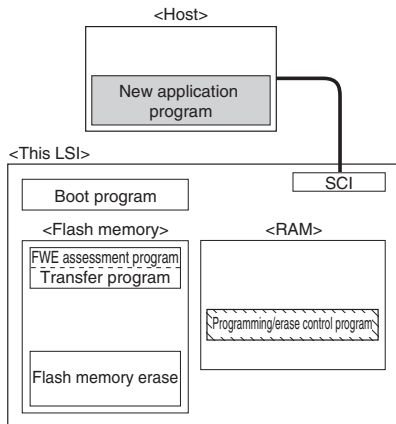 <Host>
New application
program
<This LSI>
SCI
Boot program
<Flash memory>
<RAM>
FWE assessment program
Transfer program
Programming/erase control program
Flash memory erase